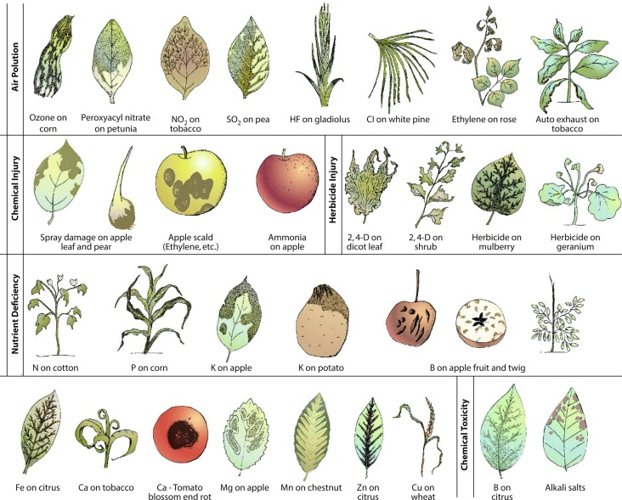 Air Polution
Ozone on
corn
Peroxyacyl nitrate
on petunia
NO2 on
tobacco
SO2 on pea
HF on gladiolus
Cl on white pine
Ethylene on rose
Auto exhaust on
tobacco
Chemical Injury
Spray damage on apple
leaf and pear
Apple scald
(Ethylene, etc.)
Ammonia
on apple
Herbicide Injury
2, 4-D on
dicot leaf
2, 4-D on
shrub
Herbicide on
mulberry
Herbicide on
geranium
Nutrient Deficiency
N on cotton
P on corn
K on apple
K on potato
B on apple fruit and twig
Fe on citrus
Ca on tobacco
Ca - Tomato
blossom end rot
Mg on apple
Mn on chestnut
Zn on
citrus
Cu on
wheat
Chemical Toxicity
B on
citrus
Alkali salts